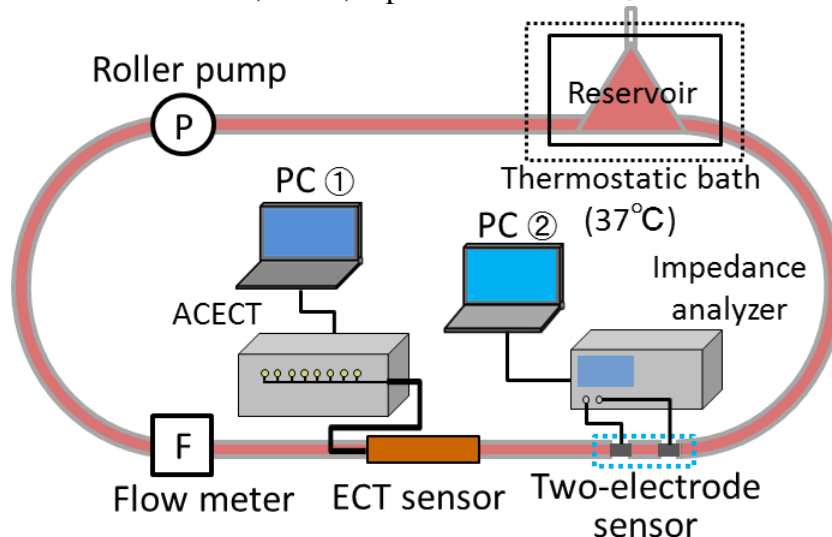 Roller pump
P
Reservoir
Thermostatic bath
(37℃)
PC ①
PC ②
Impedance
analyzer
ACECT
F
Flow meter
ECT sensor
Two-electrode
sensor